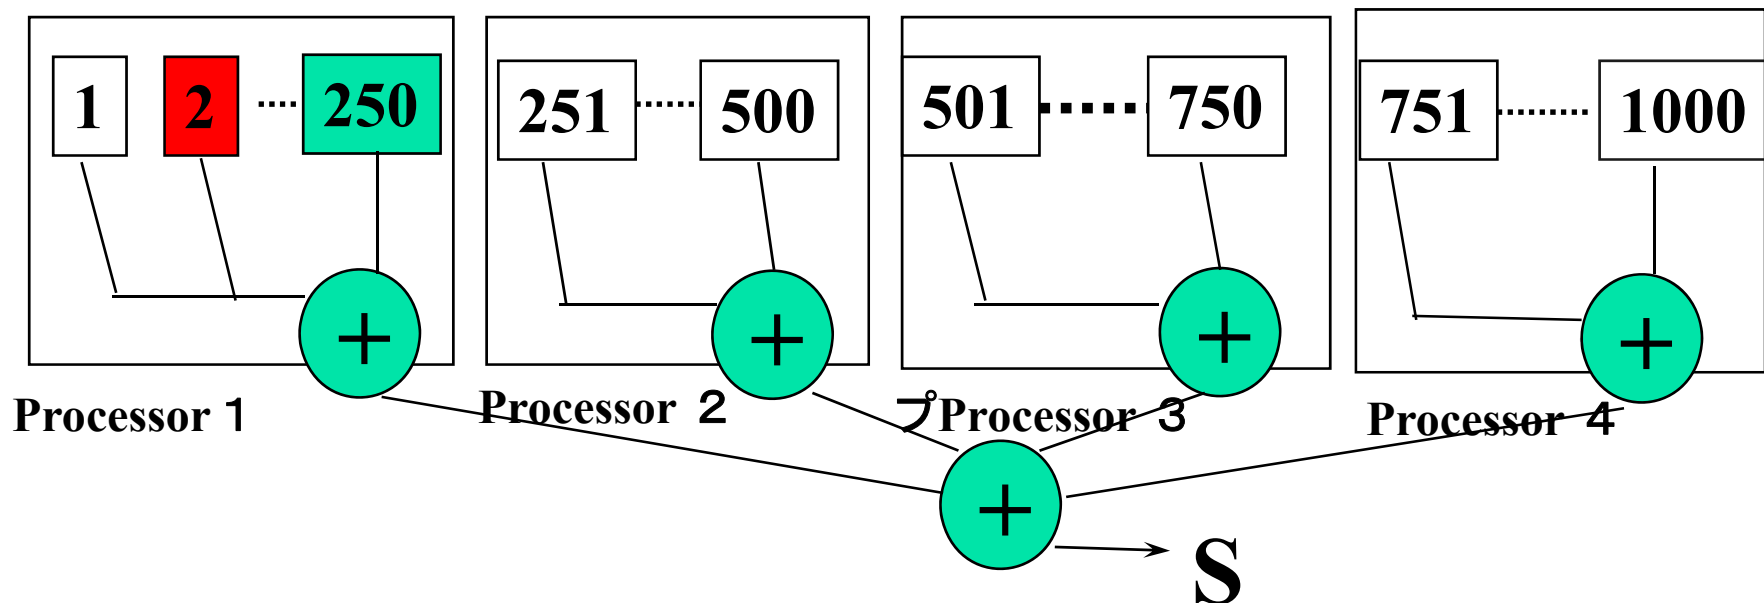 1 2 ····· 250 251 ········ 500 501 ······· 750 751 ·········· 1000
+ + + +
Processor １ Processor ２ プProcessor ３ Processor ４
+
S